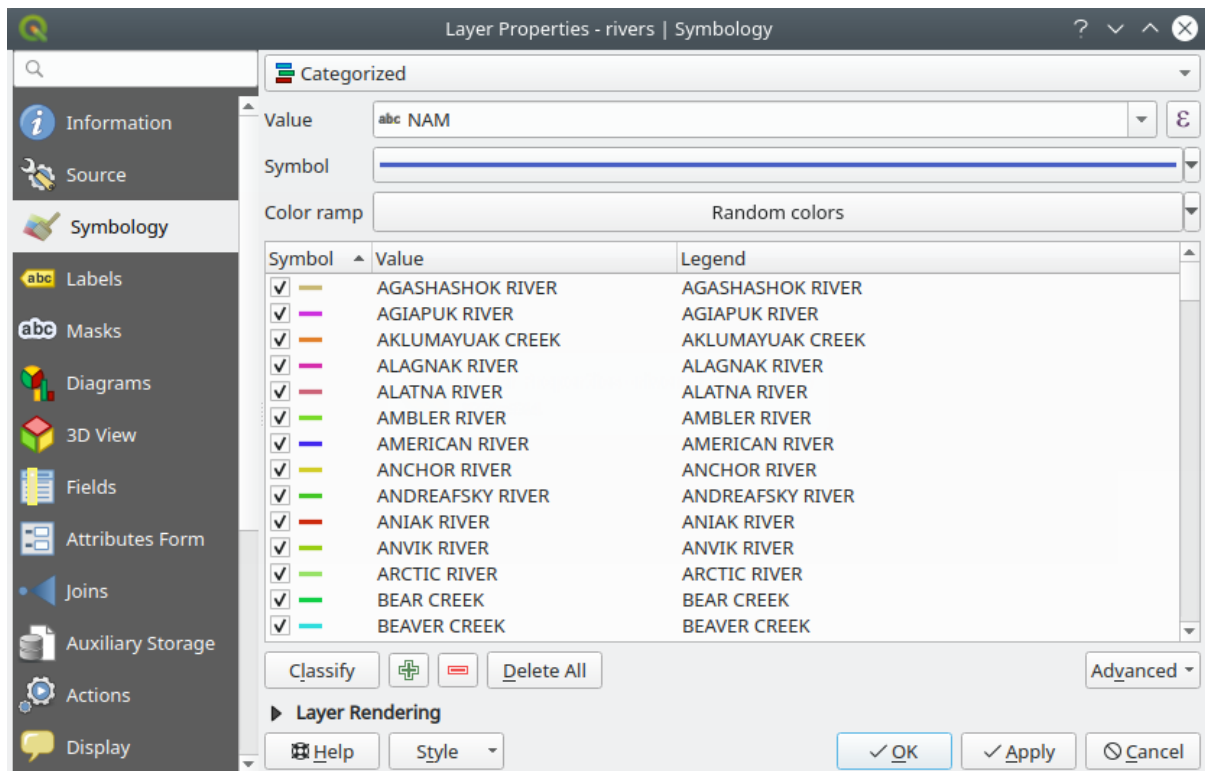 Layer Properties - rivers | Symbology
Information
Source
Symbology
abc Labels
abc Masks
Diagrams
3D View
Fields
Attributes Form
Joins
Auxiliary Storage
Actions
Display
Categorized
Value abc NAM ε
Symbol
Color ramp Random colors
Symbol Value Legend
AGASHASHOK RIVER AGASHASHOK RIVER
AGIAPUK RIVER AGIAPUK RIVER
AKLUMAYUAK CREEK AKLUMAYUAK CREEK
ALAGNAK RIVER ALAGNAK RIVER
ALATNA RIVER ALATNA RIVER
AMBLER RIVER AMBLER RIVER
AMERICAN RIVER AMERICAN RIVER
ANCHOR RIVER ANCHOR RIVER
ANDREAFSKY RIVER ANDREAFSKY RIVER
ANIAK RIVER ANIAK RIVER
ANVIK RIVER ANVIK RIVER
ARCTIC RIVER ARCTIC RIVER
BEAR CREEK BEAR CREEK
BEAVER CREEK BEAVER CREEK
Classify Delete All Advanced
Layer Rendering
Help Style OK Apply Cancel